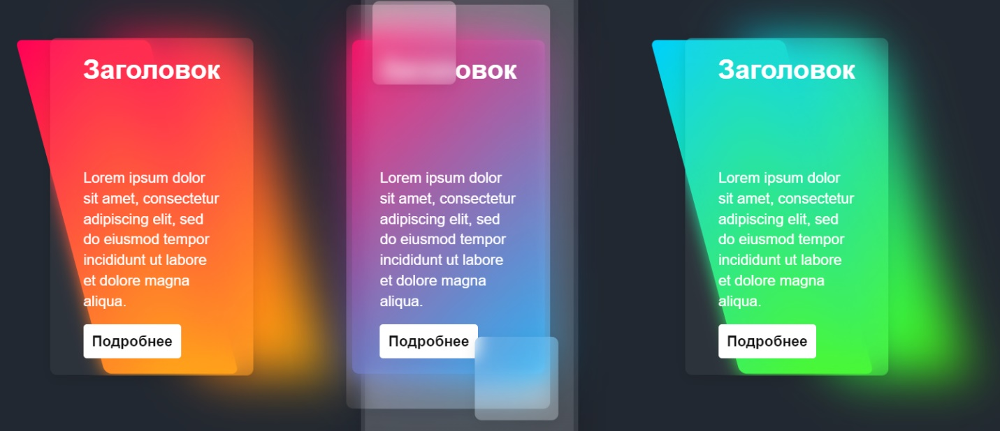 Заголовок
Lorem ipsum dolor
sit amet, consectetur
adipiscing elit, sed
do eiusmod tempor
incididunt ut labore
et dolore magna
aliqua.
Подробнее
овок
Lorem ipsum dolor
sit amet, consectetur
adipiscing elit, sed
do eiusmod tempor
incididunt ut labore
et dolore magna
aliqua.
Подробнее
Заголовок
Lorem ipsum dolor
sit amet, consectetur
adipiscing elit, sed
do eiusmod tempor
incididunt ut labore
et dolore magna
aliqua.
Подробнее